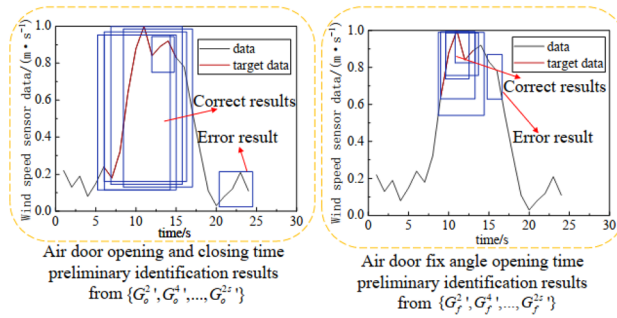 Wind speed sensor data/(m·s⁻¹)
1.0
0.8
0.6
0.4
0.2
0.0
data
target data
Correct results
Error result
0 5 10 15 20 25 30
time/s
Air door opening and closing time
preliminary identification results
from {G_o^2',G_o^4',...,G_o^{2s}'}
Wind speed sensor data/(m·s⁻¹)
1.0
0.8
0.6
0.4
0.2
0.0
data
target data
Correct results
Error result
0 5 10 15 20 25 30
time/s
Air door fix angle opening time
preliminary identification results
from {G_f^2',G_f^4',...,G_f^{2s}'}